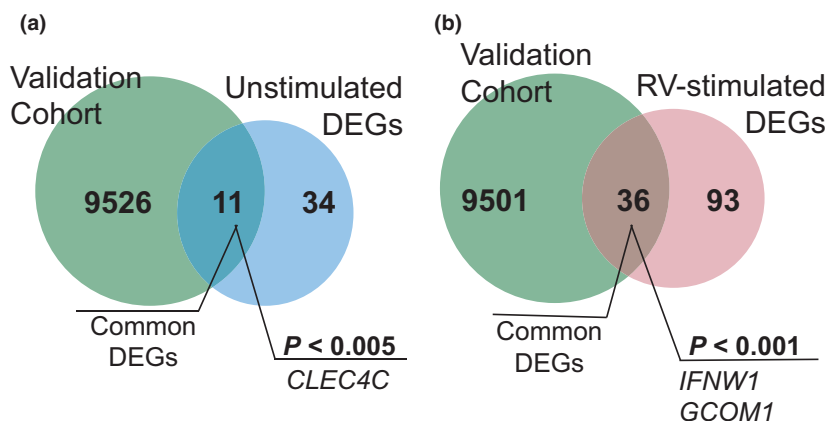 (a)
Validation
Cohort
Unstimulated
DEGs
9526
11
34
Common
DEGs
P < 0.005
CLEC4C
(b)
Validation
Cohort
RV-stimulated
DEGs
9501
36
93
Common
DEGs
P < 0.001
IFNW1
GCOM1